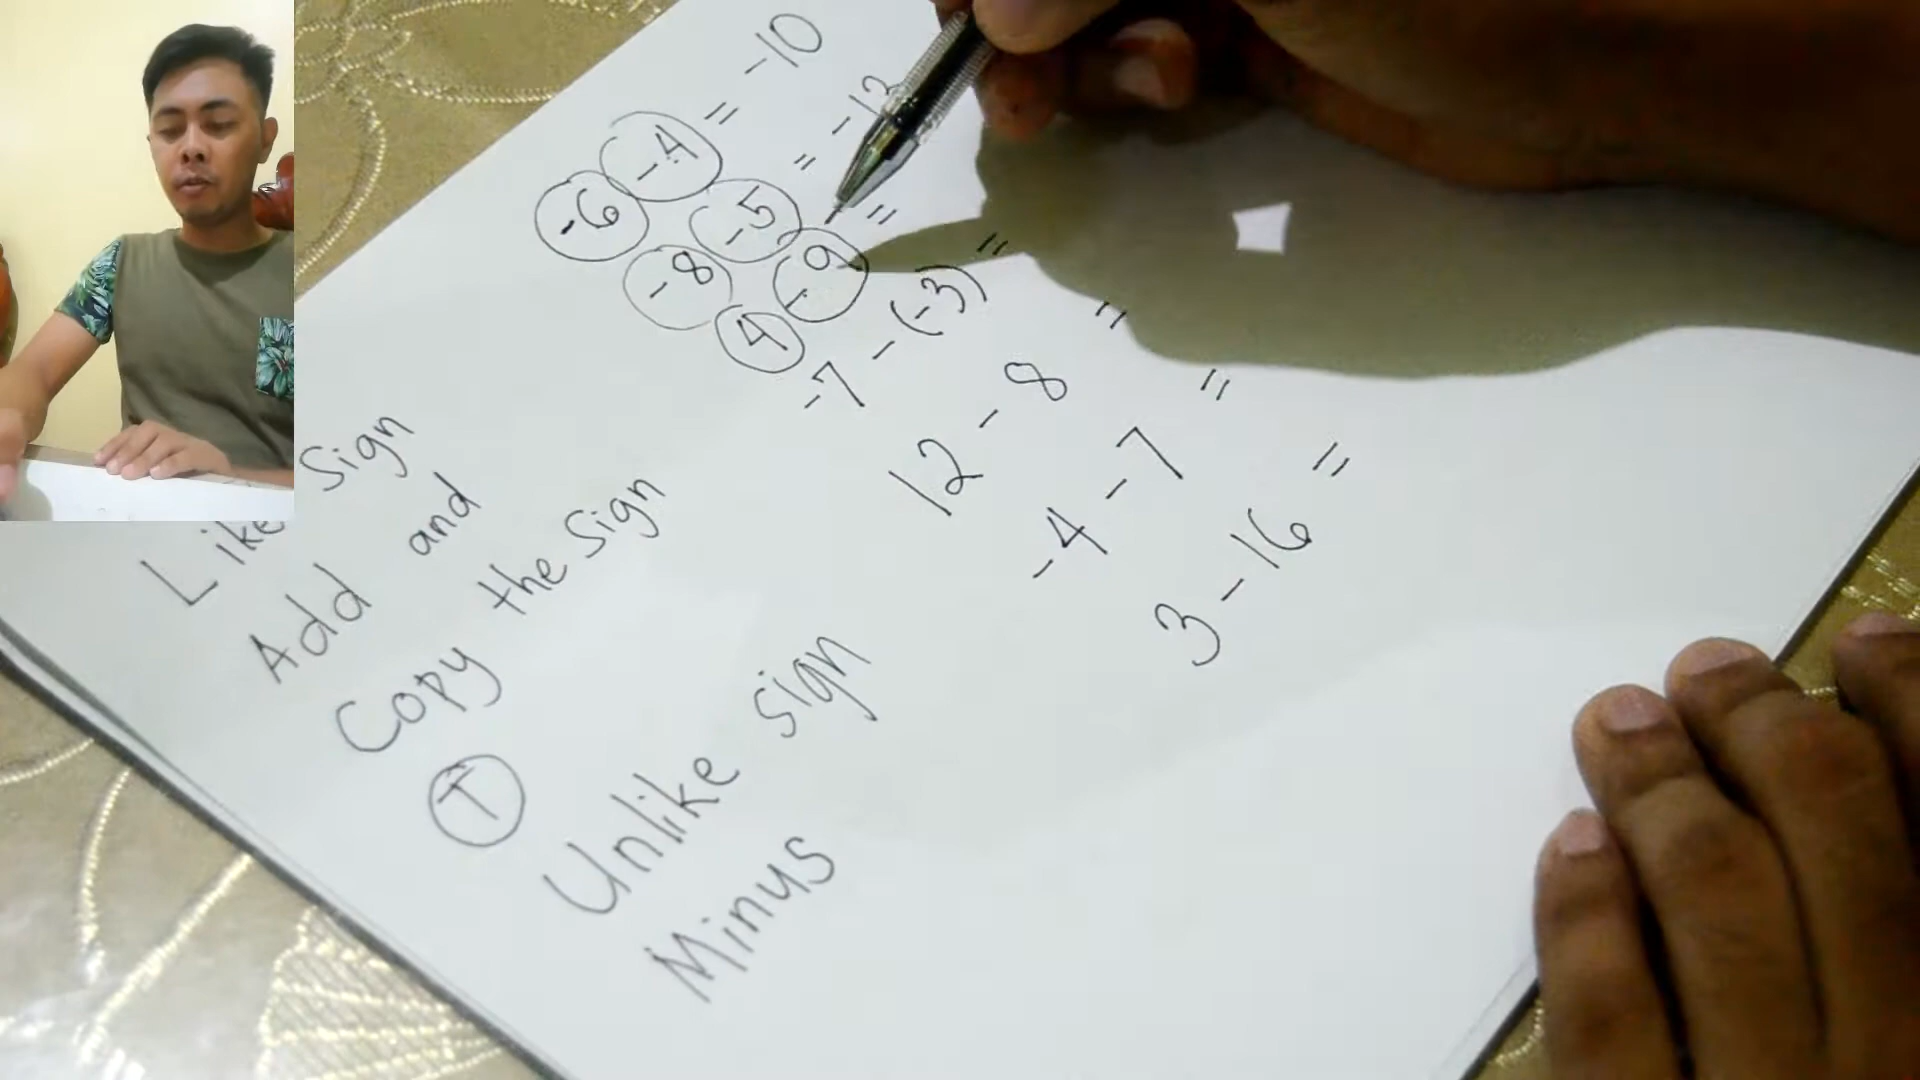 -6 -4 = -10
-8 -5 = -13
4 -9 =
-7 - (-3) =
12 - 8 =
-4 - 7 =
3 - 16 =
Like Sign
Add and
Copy the Sign
+
Unlike sign
Minus